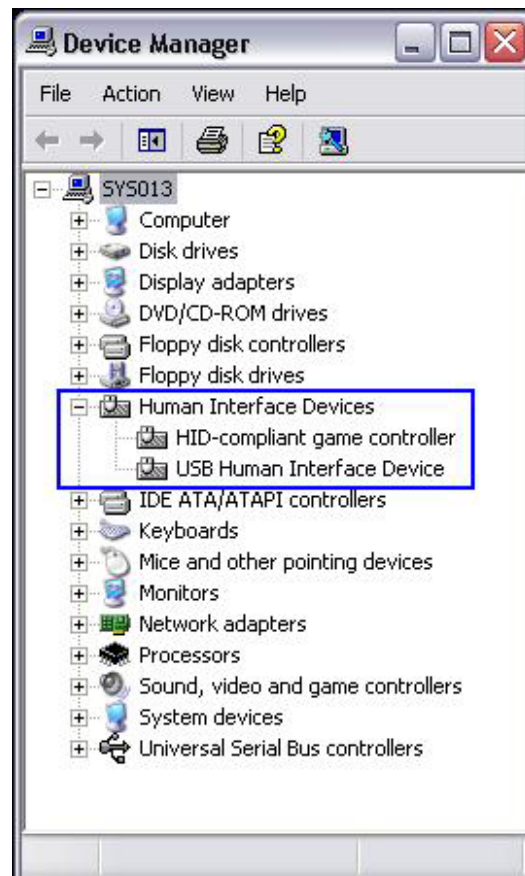 Device Manager
File Action View Help
SYS013
Computer
Disk drives
Display adapters
DVD/CD-ROM drives
Floppy disk controllers
Floppy disk drives
Human Interface Devices
HID-compliant game controller
USB Human Interface Device
IDE ATA/ATAPI controllers
Keyboards
Mice and other pointing devices
Monitors
Network adapters
Processors
Sound, video and game controllers
System devices
Universal Serial Bus controllers